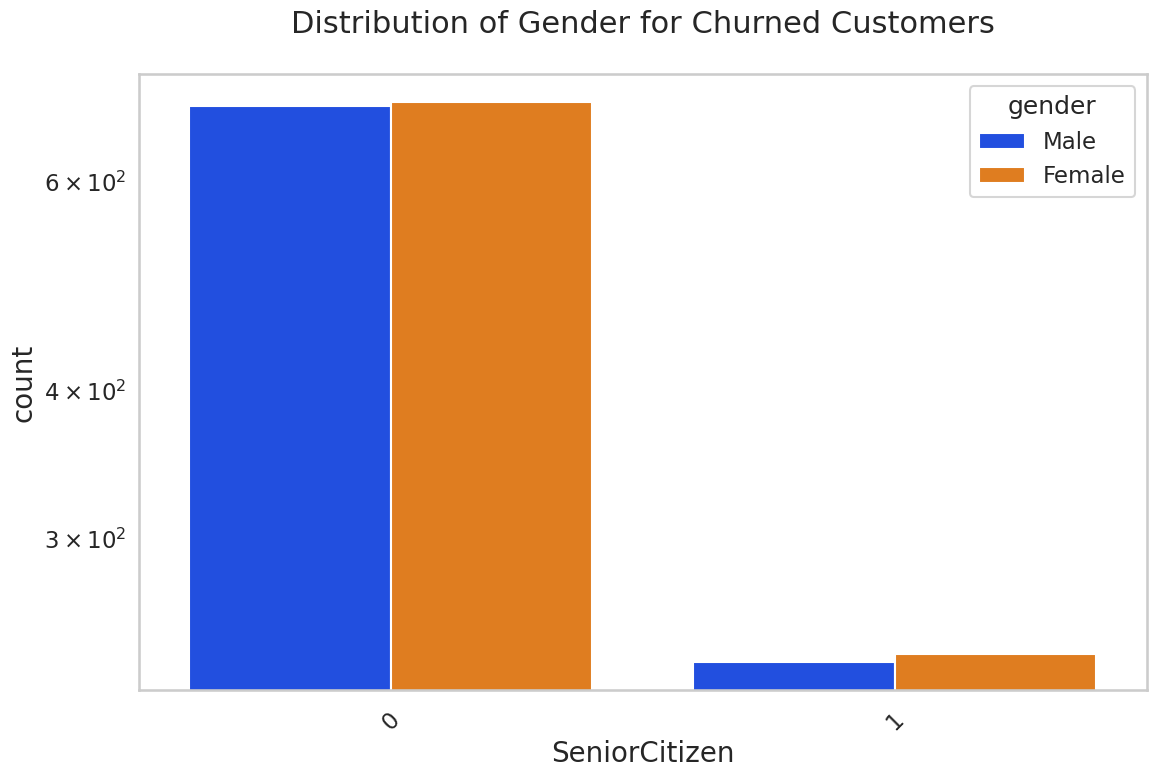 Distribution of Gender for Churned Customers
gender
Male
Female
6 × 10²
4 × 10²
3 × 10²
count
0
1
SeniorCitizen